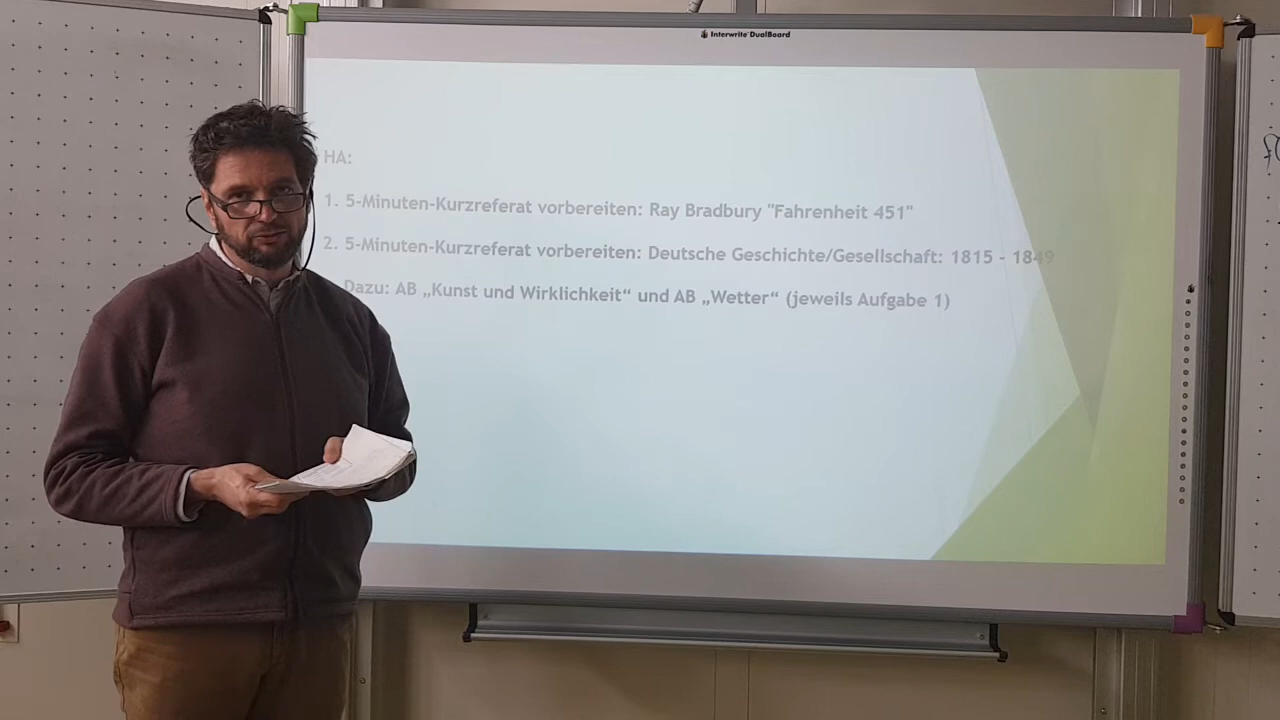 Interwrite DualBoard
HA:
1. 5-Minuten-Kurzreferat vorbereiten: Ray Bradbury "Fahrenheit 451"
2. 5-Minuten-Kurzreferat vorbereiten: Deutsche Geschichte/Gesellschaft: 1815 - 1849
Dazu: AB „Kunst und Wirklichkeit“ und AB „Wetter“ (jeweils Aufgabe 1)